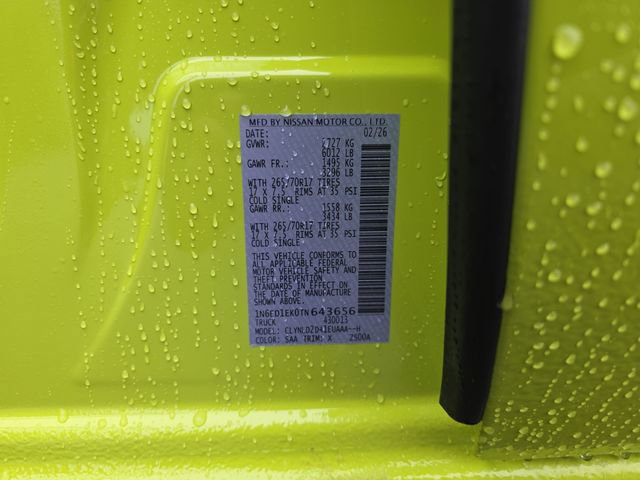 MFD BY NISSAN MOTOR CO., LTD.
DATE: 02/26
GVWR: 2727 KG
6012 LB
GAWR FR.: 1495 KG
3296 LB
WITH 265/70R17 TIRES
17 X 7.5 RIMS AT 35 PSI
COLD SINGLE
GAWR RR.: 1558 KG
3434 LB
WITH 265/70R17 TIRES
17 X 7.5 RIMS AT 35 PSI
COLD SINGLE
THIS VEHICLE CONFORMS TO
ALL APPLICABLE FEDERAL
MOTOR VEHICLE SAFETY AND
THEFT PREVENTION
STANDARDS IN EFFECT ON
THE DATE OF MANUFACTURE
SHOWN ABOVE.
1N6ED1EK0TN643656
TRUCK 430013
MODEL:
COLOR: SAA TRIM: X 2500A